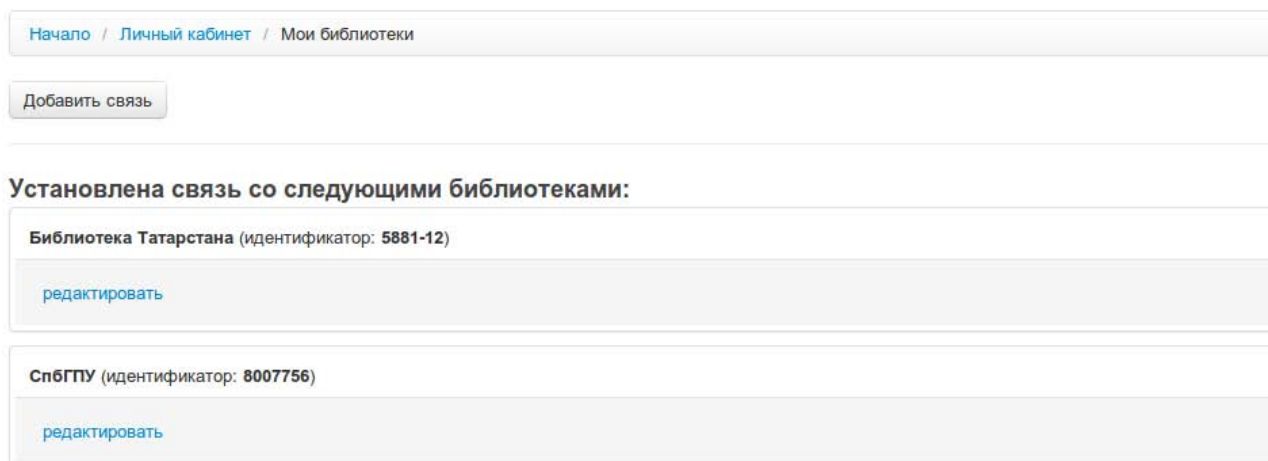 Начало / Личный кабинет / Мои библиотеки
Добавить связь
Установлена связь со следующими библиотеками:
Библиотека Татарстана (идентификатор: 5881-12)
редактировать
СпбГПУ (идентификатор: 8007756)
редактировать